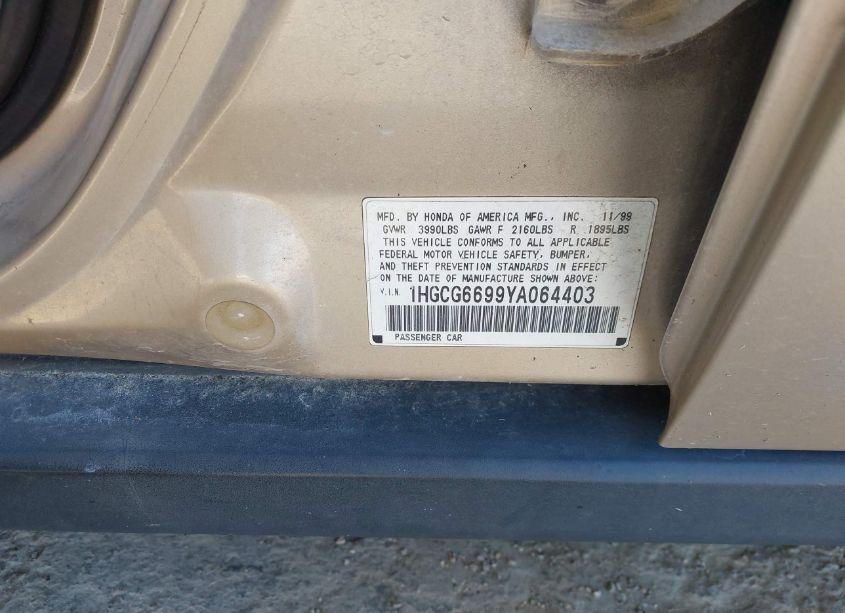 MFD. BY HONDA OF AMERICA MFG., INC. 11/99
GVWR 3990LBS GAWR F 2160LBS R 1895LBS
THIS VEHICLE CONFORMS TO ALL APPLICABLE
FEDERAL MOTOR VEHICLE SAFETY, BUMPER,
AND THEFT PREVENTION STANDARDS IN EFFECT
ON THE DATE OF MANUFACTURE SHOWN ABOVE:
V.I.N. 1HGCG6699YA064403
PASSENGER CAR